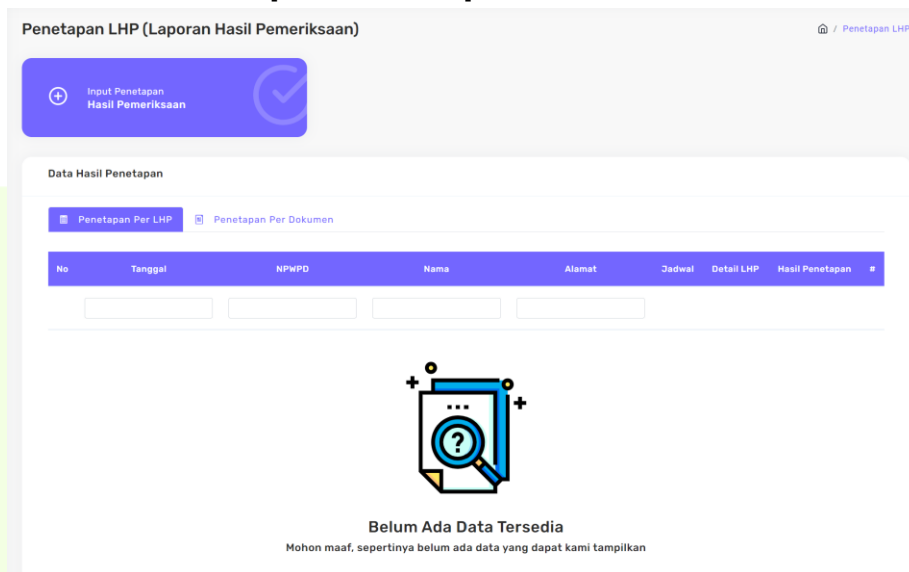 Penetapan LHP (Laporan Hasil Pemeriksaan)
/ Penetapan LHP
Input Penetapan
Hasil Pemeriksaan
Data Hasil Penetapan
Penetapan Per LHP
Penetapan Per Dokumen
No Tanggal NPWPD Nama Alamat Jadwal Detail LHP Hasil Penetapan #
?
Belum Ada Data Tersedia
Mohon maaf, sepertinya belum ada data yang dapat kami tampilkan